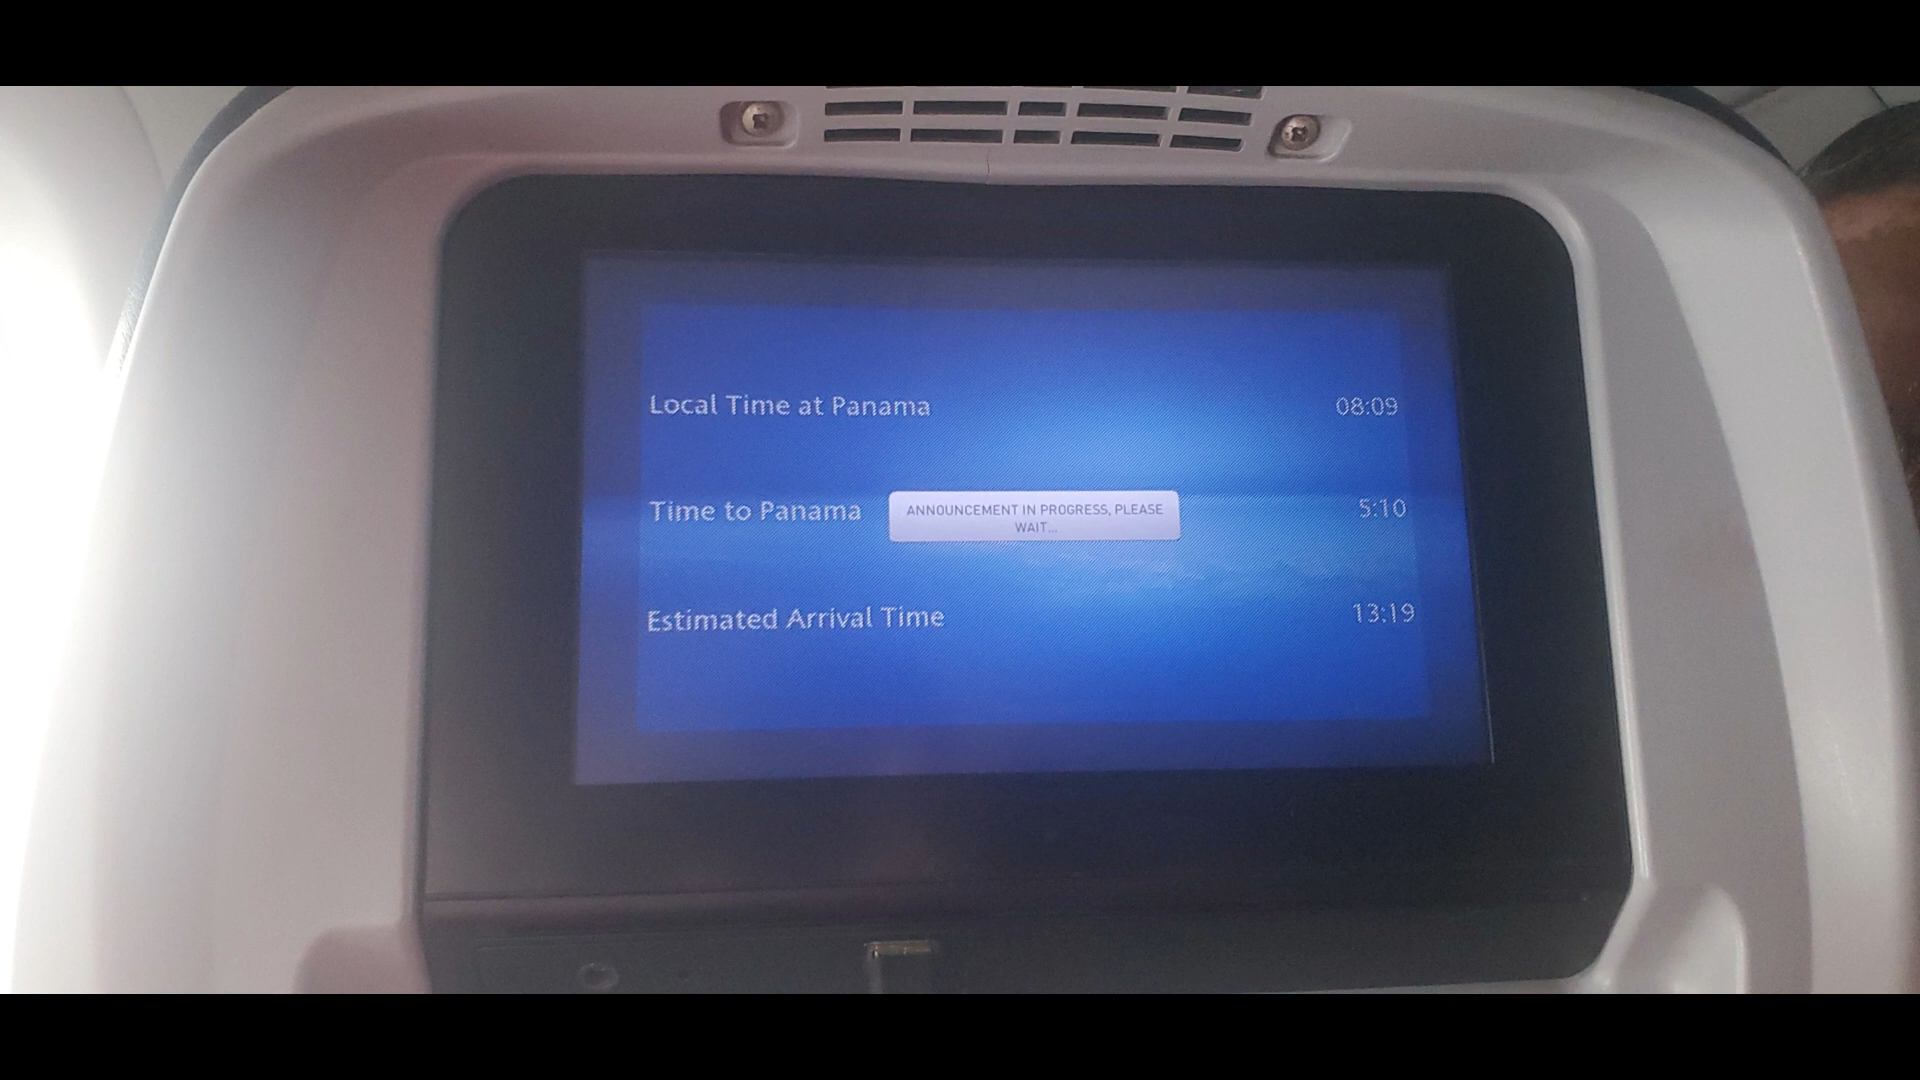 Local Time at Panama 08:09
Time to Panama 5:10
ANNOUNCEMENT IN PROGRESS, PLEASE
WAIT...
Estimated Arrival Time 13:19